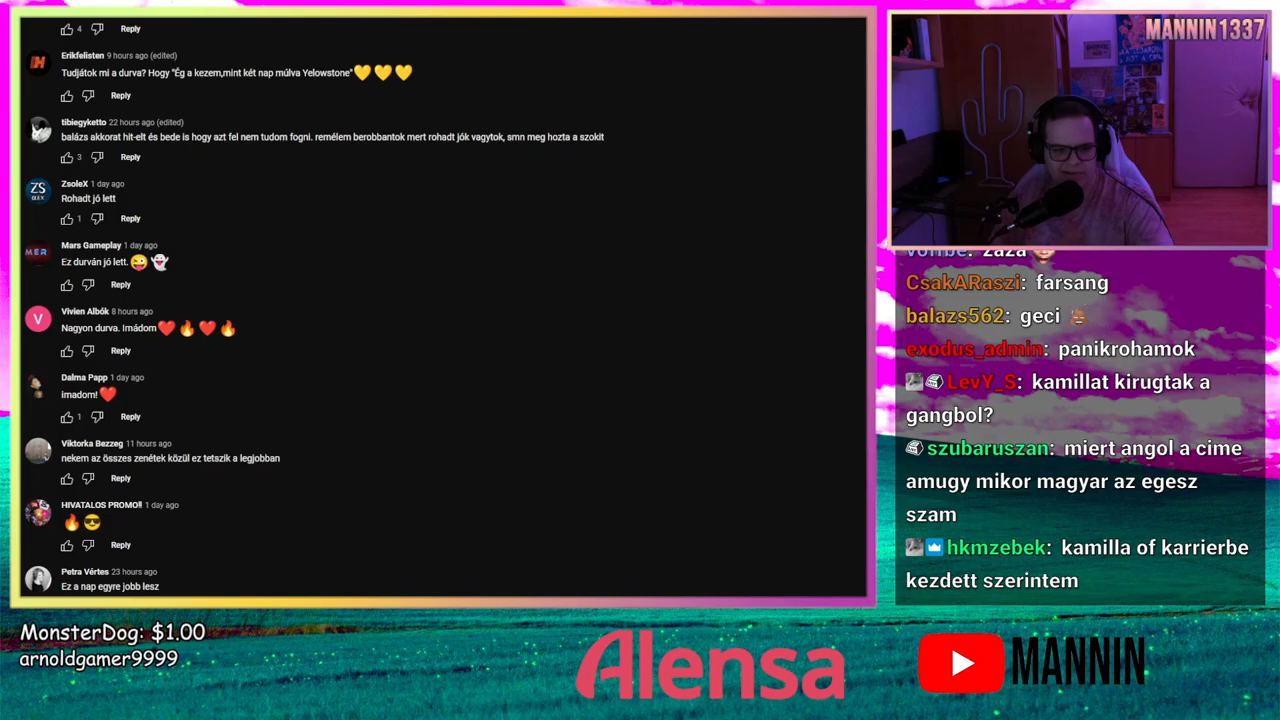 4 Reply
Erikfelisten 9 hours ago (edited)
Tudjátok mi a durva? Hogy "Ég a kezem,mint két nap múlva Yelowstone"💛💛💛
Reply
tibiegyketto 22 hours ago (edited)
balázs akkorat hit-elt és bede is hogy azt fel nem tudom fogni. remélem berobbantok mert rohadt jók vagytok, smn meg hozta a szokit
3 Reply
ZS
OLEX
ZsoleX 1 day ago
Rohadt jó lett
1 Reply
MER
Mars Gameplay 1 day ago
Ez durván jó lett.😜👻
Reply
V
Vivien Albók 8 hours ago
Nagyon durva. Imádom❤️🔥❤️🔥
Reply
Dalma Papp 1 day ago
imadom!❤️
1 Reply
Viktorka Bezzeg 11 hours ago
nekem az összes zenétek közül ez tetszik a legjobban
Reply
HIVATALOS PROMO‼ 1 day ago
🔥😎
Reply
Petra Vértes 23 hours ago
Ez a nap egyre jobb lesz
MANNIN1337
vorrbe: zaza
CsakARaszi: farsang
balazs562: geci
exodus_admin: panikrohamok
LevY_S: kamillat kirugtak a
gangbol?
szubaruszan: miert angol a cime
amugy mikor magyar az egesz
szam
hkmzebek: kamilla of karrierbe
kezdett szerintem
MonsterDog: $1.00
arnoldgamer9999
Alensa
MANNIN